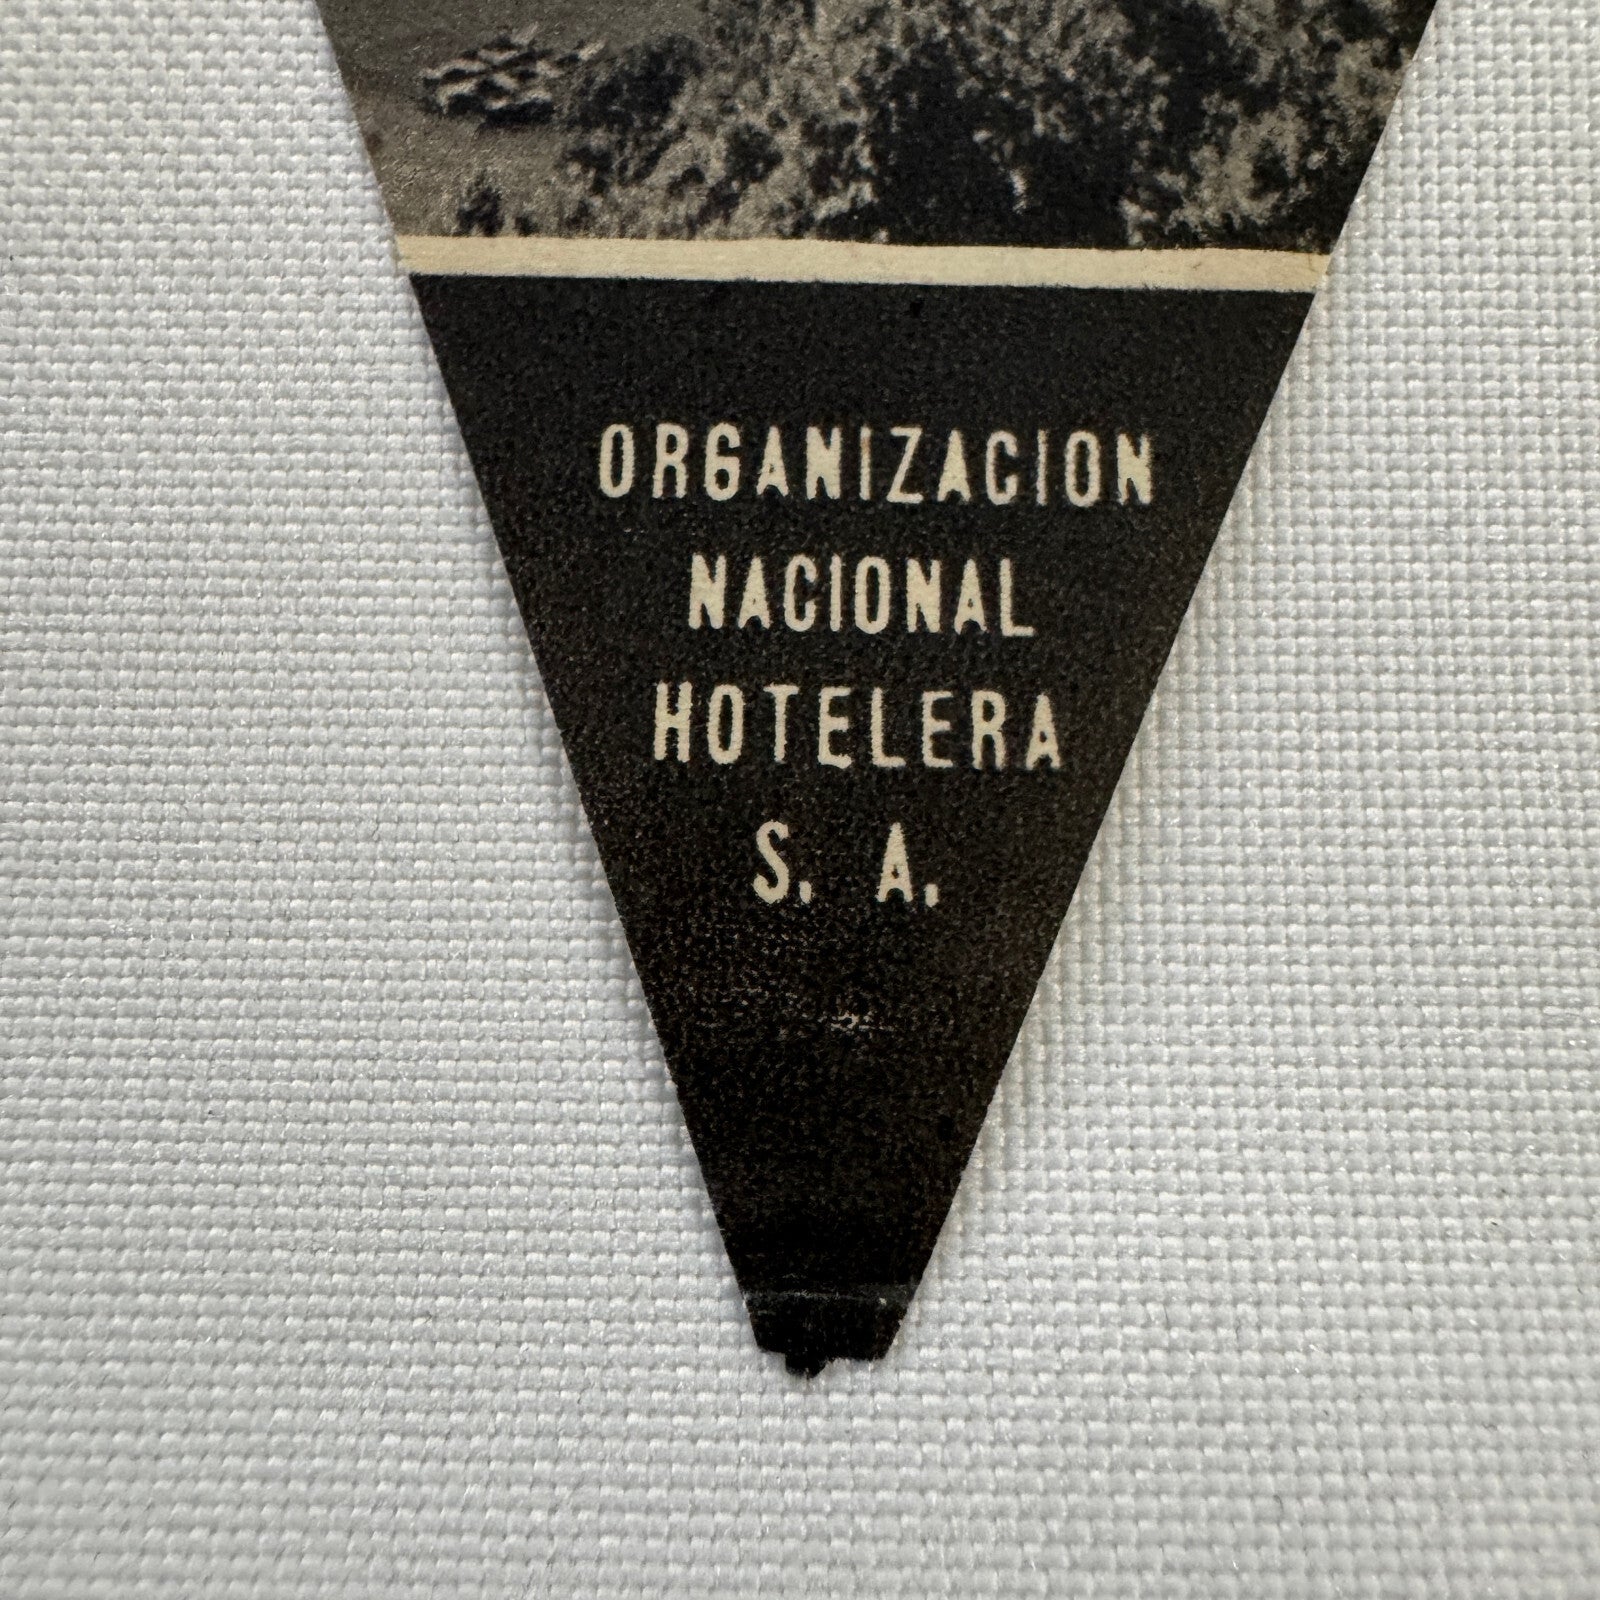 ORGANIZACION
NACIONAL
HOTELERA
S. A.